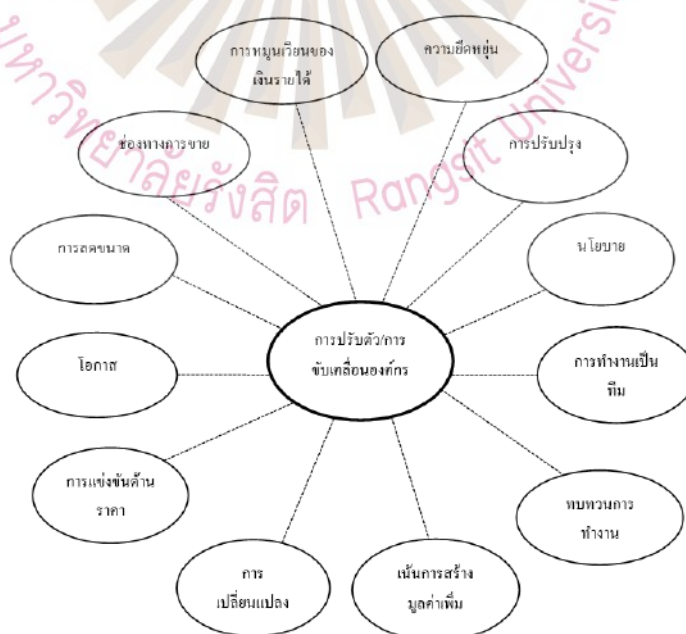 มหาวิทยาลัยรังสิต Rangsit Universi
การหมุนเวียนของ
เงินรายได้
ความยืดหยุ่น
ช่องทางการขาย
การปรับปรุง
การลดขนาด
นโยบาย
การปรับตัว/การ
ขับเคลื่อนองค์กร
โอกาส
การทำงานเป็น
ทีม
การแข่งขันด้าน
ราคา
ทบทวนการ
ทำงาน
การ
เปลี่ยนแปลง
เน้นการสร้าง
มูลค่าเพิ่ม